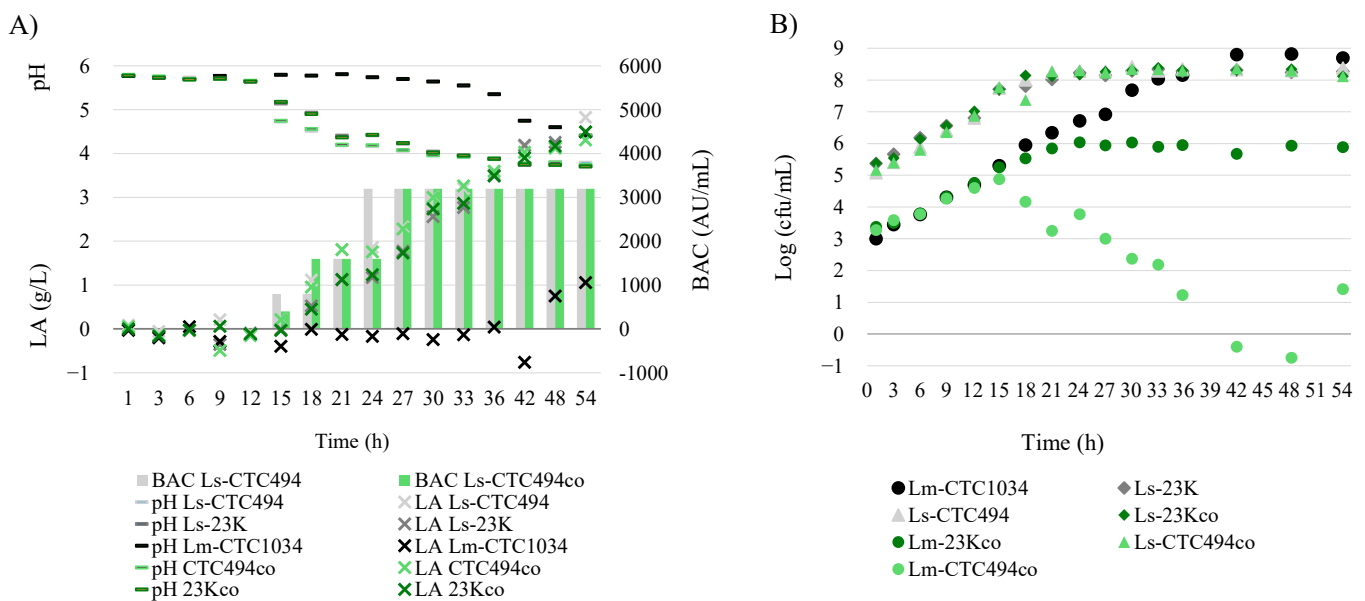 A)
pH
LA (g/L)
6
5
4
3
2
1
0
−1
6000
5000
4000
3000
2000
1000
0
-1000
BAC (AU/mL)
1 3 6 9 12 15 18 21 24 27 30 33 36 42 48 54
Time (h)
BAC Ls-CTC494 BAC Ls-CTC494co
pH Ls-CTC494 LA Ls-CTC494
pH Ls-23K LA Ls-23K
pH Lm-CTC1034 LA Lm-CTC1034
pH CTC494co LA CTC494co
pH 23Kco LA 23Kco
B)
Log (cfu/mL)
9
8
7
6
5
4
3
2
1
0
−1
0 3 6 9 12 15 18 21 24 27 30 33 36 39 42 45 48 51 54
Time (h)
Lm-CTC1034 Ls-23K
Ls-CTC494 Ls-23Kco
Lm-23Kco Ls-CTC494co
Lm-CTC494co